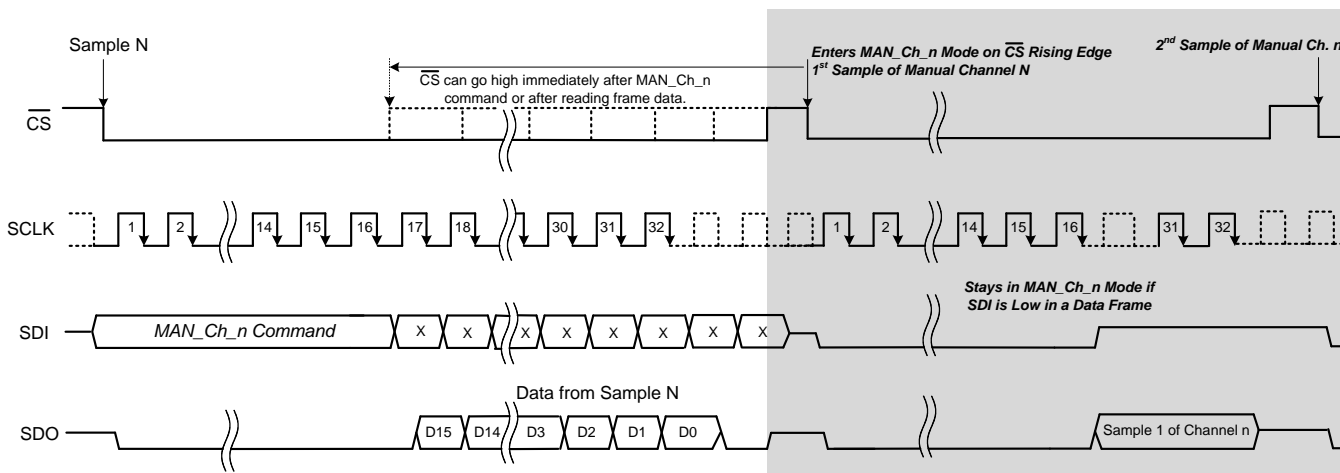 Sample N
Enters MAN_Ch_n Mode on CS Rising Edge
1st Sample of Manual Channel N
2nd Sample of Manual Ch. n
CS can go high immediately after MAN_Ch_n
command or after reading frame data.
CS
SCLK
1 2 14 15 16 17 18 30 31 32 1 2 14 15 16 31 32
Stays in MAN_Ch_n Mode if
SDI is Low in a Data Frame
SDI
MAN_Ch_n Command
X X X X X X X X
Data from Sample N
SDO
D15 D14 D3 D2 D1 D0
Sample 1 of Channel n